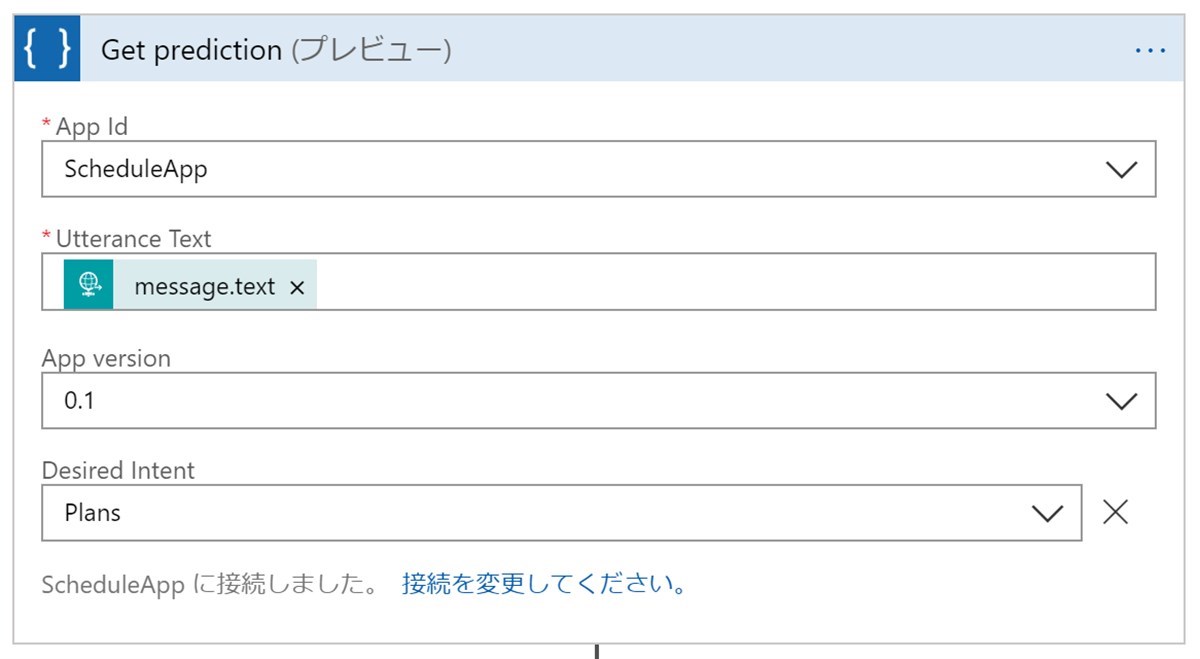 { } Get prediction (プレビュー) ...
* App Id
ScheduleApp
* Utterance Text
message.text ×
App version
0.1
Desired Intent
Plans
ScheduleApp に接続しました。 接続を変更してください。